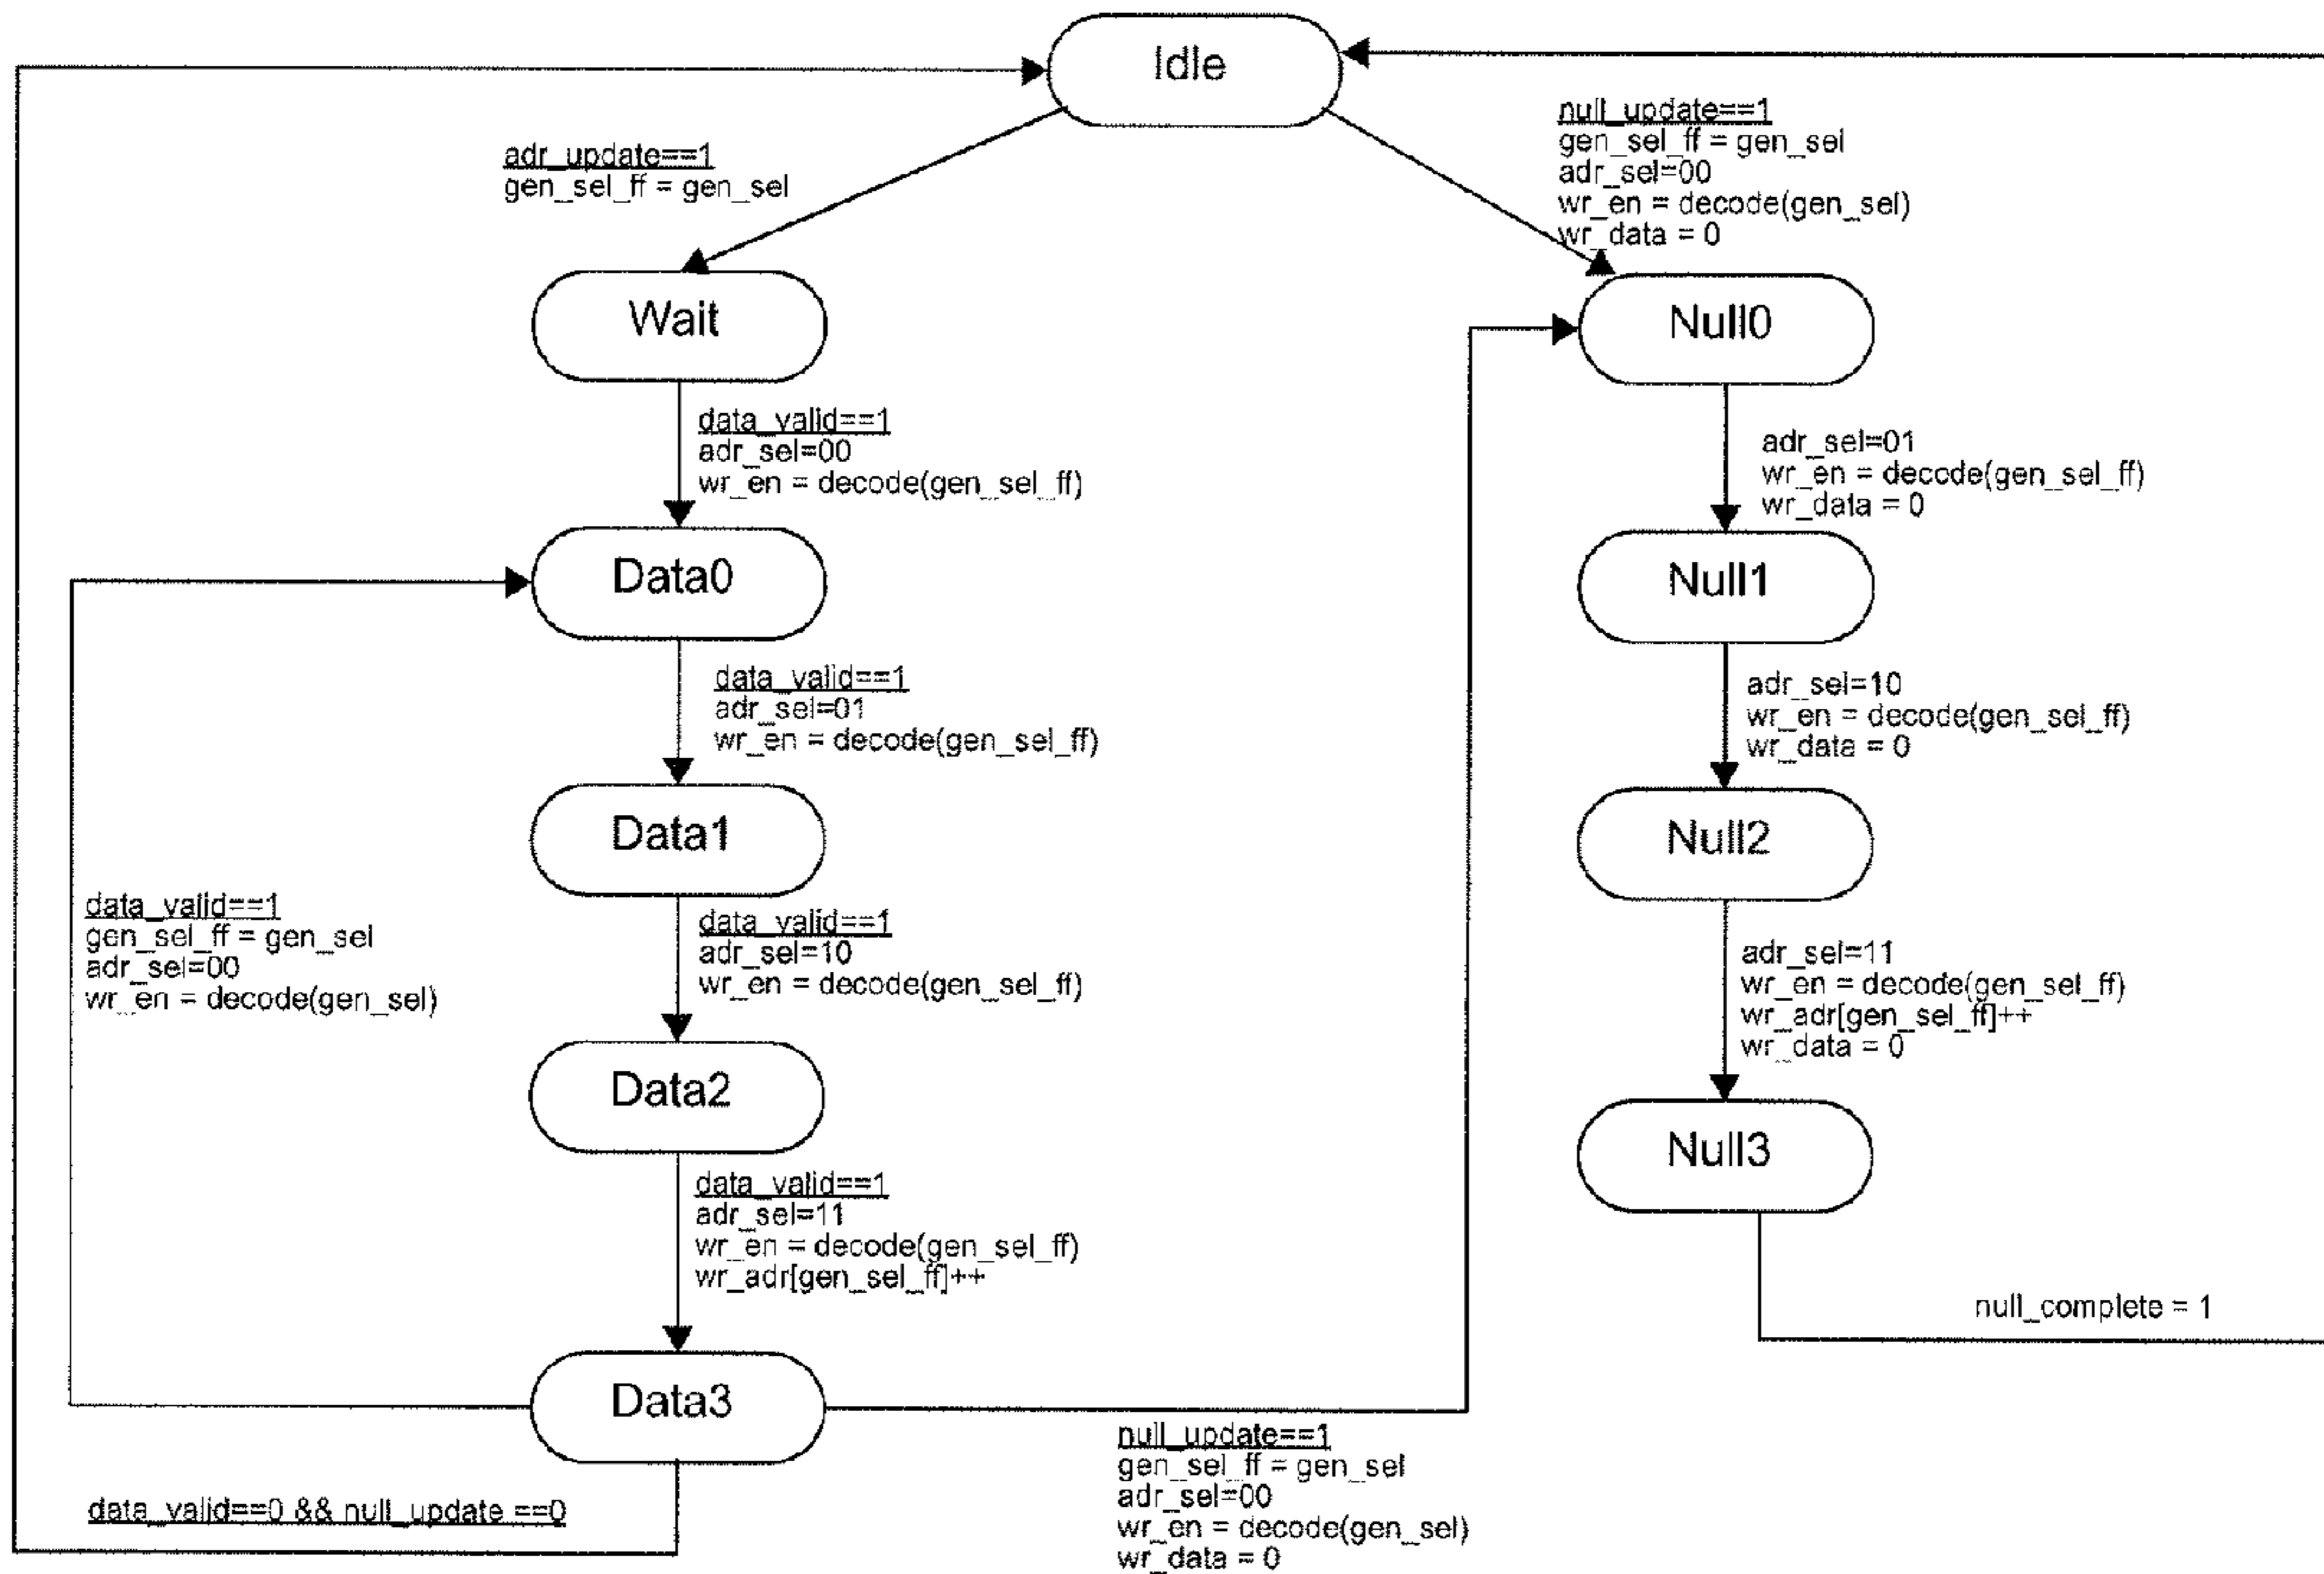 Idle
adr_update==1
gen_sel_ff = gen_sel
null_update==1
gen_sel_ff = gen_sel
adr_sel=00
wr_en = decode(gen_sel)
wr_data = 0
Wait
Null0
data_valid==1
adr_sel=00
wr_en = decode(gen_sel_ff)
adr_sel=01
wr_en = decode(gen_sel_ff)
wr_data = 0
Data0
Null1
data_valid==1
adr_sel=01
wr_en = decode(gen_sel_ff)
adr_sel=10
wr_en = decode(gen_sel_ff)
wr_data = 0
Data1
Null2
data_valid==1
gen_sel_ff = gen_sel
adr_sel=00
wr_en = decode(gen_sel)
data_valid==1
adr_sel=10
wr_en = decode(gen_sel_ff)
adr_sel=11
wr_en = decode(gen_sel_ff)
wr_adr[gen_sel_ff]++
wr_data = 0
Data2
Null3
data_valid==1
adr_sel=11
wr_en = decode(gen_sel_ff)
wr_adr[gen_sel_ff]++
null_complete = 1
Data3
null_update==1
gen_sel_ff = gen_sel
adr_sel=00
wr_en = decode(gen_sel)
wr_data = 0
data_valid==0 && null_update ==0